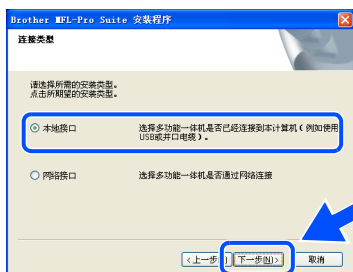 Brother MFL-Pro Suite 安装程序
连接类型
请选择所需的安装类型。
点击所期望的安装类型。
本地接口 选择多功能一体机是否已经连接到本计算机(例如使用
USB或并口电缆)。
网络接口 选择多功能一体机是否通过网络连接
<上一步 下一步(N)> 取消